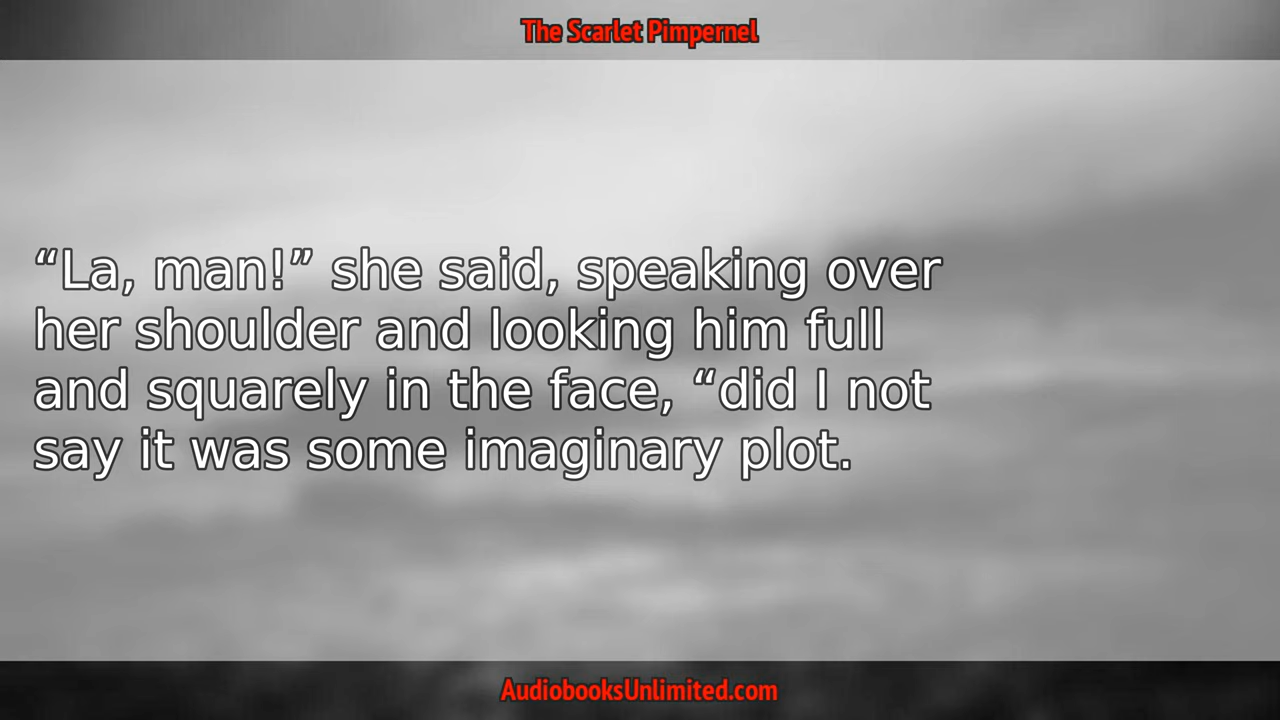 The Scarlet Pimpernel
“La, man!” she said, speaking over
her shoulder and looking him full
and squarely in the face, “did I not
say it was some imaginary plot.
AudiobooksUnlimited.com